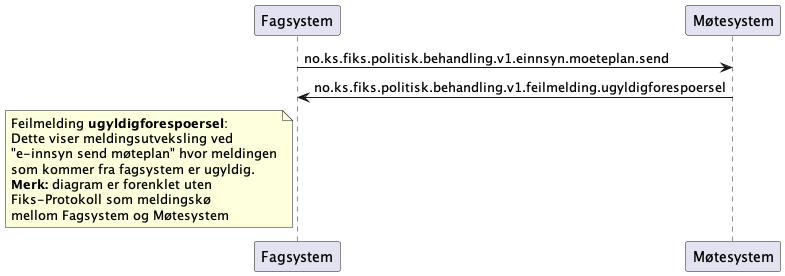 Fagsystem
Møtesystem
no.ks.fiks.politisk.behandling.v1.einnsyn.moeteplan.send
no.ks.fiks.politisk.behandling.v1.feilmelding.ugyldigforespoersel
Feilmelding ugyldigforespoersel:
Dette viser meldingsutveksling ved
"e-innsyn send møteplan" hvor meldingen
som kommer fra fagsystem er ugyldig.
Merk: diagram er forenklet uten
Fiks-Protokoll som meldingskø
mellom Fagsystem og Møtesystem
Fagsystem
Møtesystem